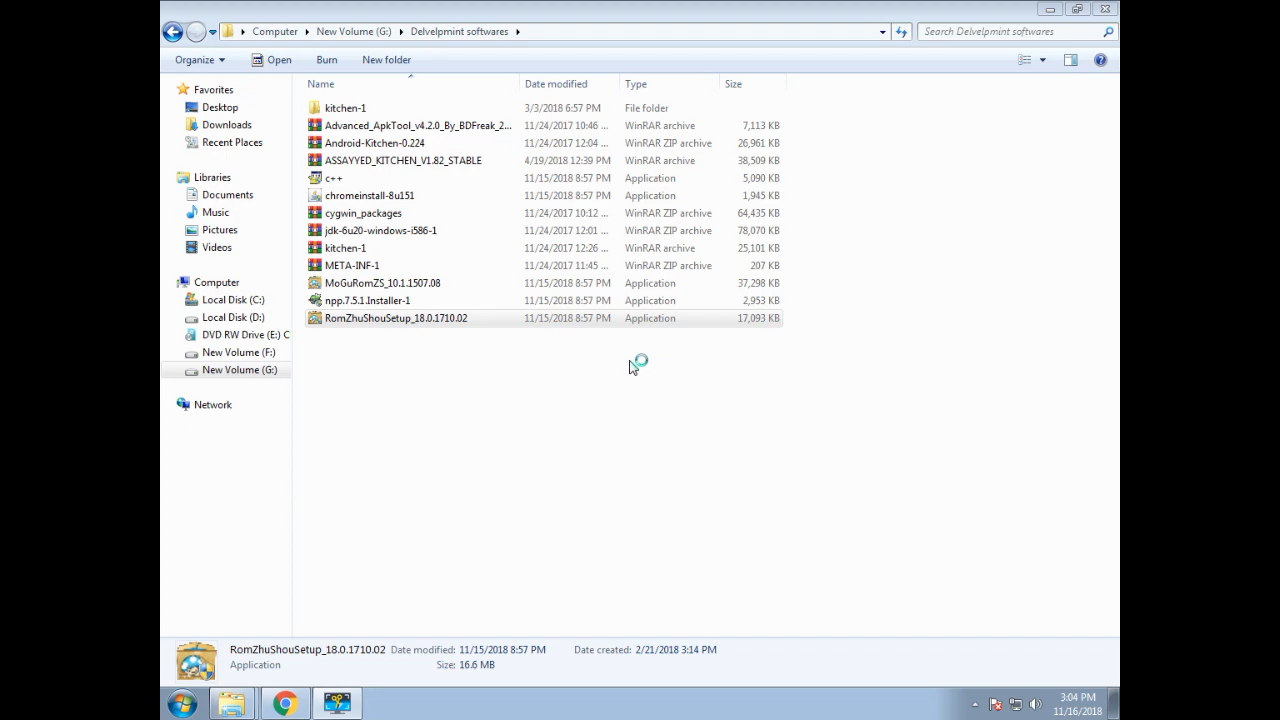 Computer New Volume (G:) Delvelpmint softwares
Search Delvelpmint softwares
Organize Open Burn New folder
Name Date modified Type Size
Favorites
Desktop
Downloads
Recent Places
Libraries
Documents
Music
Pictures
Videos
Computer
Local Disk (C:)
Local Disk (D:)
DVD RW Drive (E:) C
New Volume (F:)
New Volume (G:)
Network
kitchen-1 3/3/2018 6:57 PM File folder
Advanced_ApkTool_v4.2.0_By_BDFreak_2... 11/24/2017 10:46 ... WinRAR archive 7,113 KB
Android-Kitchen-0.224 11/24/2017 12:04 ... WinRAR ZIP archive 26,961 KB
ASSAYYED_KITCHEN_V1.82_STABLE 4/19/2018 12:39 PM WinRAR archive 38,509 KB
c++ 11/15/2018 8:57 PM Application 5,090 KB
chromeinstall-8u151 11/15/2018 8:57 PM Application 1,945 KB
cygwin_packages 11/24/2017 10:12 ... WinRAR ZIP archive 64,435 KB
jdk-6u20-windows-i586-1 11/24/2017 12:01 ... WinRAR ZIP archive 78,070 KB
kitchen-1 11/24/2017 12:26 ... WinRAR archive 25,101 KB
META-INF-1 11/24/2017 11:45 ... WinRAR ZIP archive 207 KB
MoGuRomZS_10.1.1507.08 11/15/2018 8:57 PM Application 37,298 KB
npp.7.5.1.Installer-1 11/15/2018 8:57 PM Application 2,953 KB
RomZhuShouSetup_18.0.1710.02 11/15/2018 8:57 PM Application 17,093 KB
RomZhuShouSetup_18.0.1710.02 Date modified: 11/15/2018 8:57 PM Date created: 2/21/2018 3:14 PM
Application Size: 16.6 MB
3:04 PM
11/16/2018